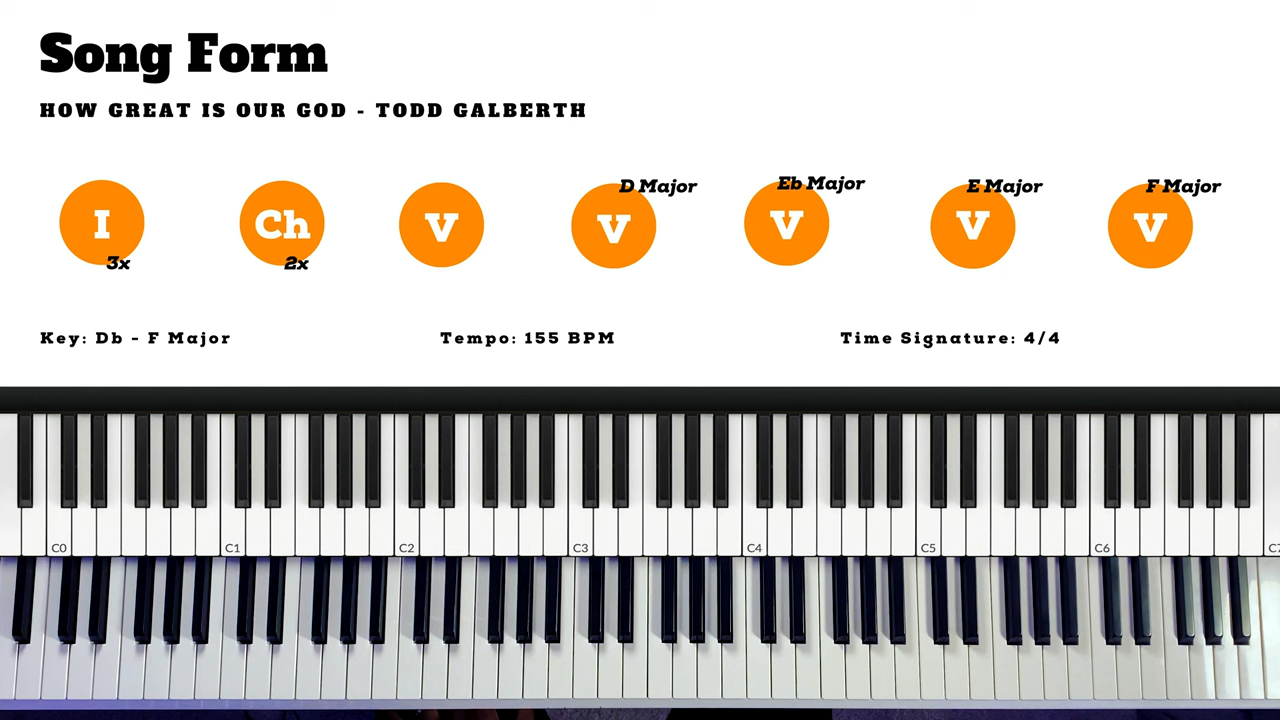 Song Form
HOW GREAT IS OUR GOD - TODD GALBERTH
I
3x
Ch
2x
V
D Major
V
Eb Major
V
E Major
V
F Major
V
Key: Db - F Major
Tempo: 155 BPM
Time Signature: 4/4
C0 C1 C2 C3 C4 C5 C6 C7